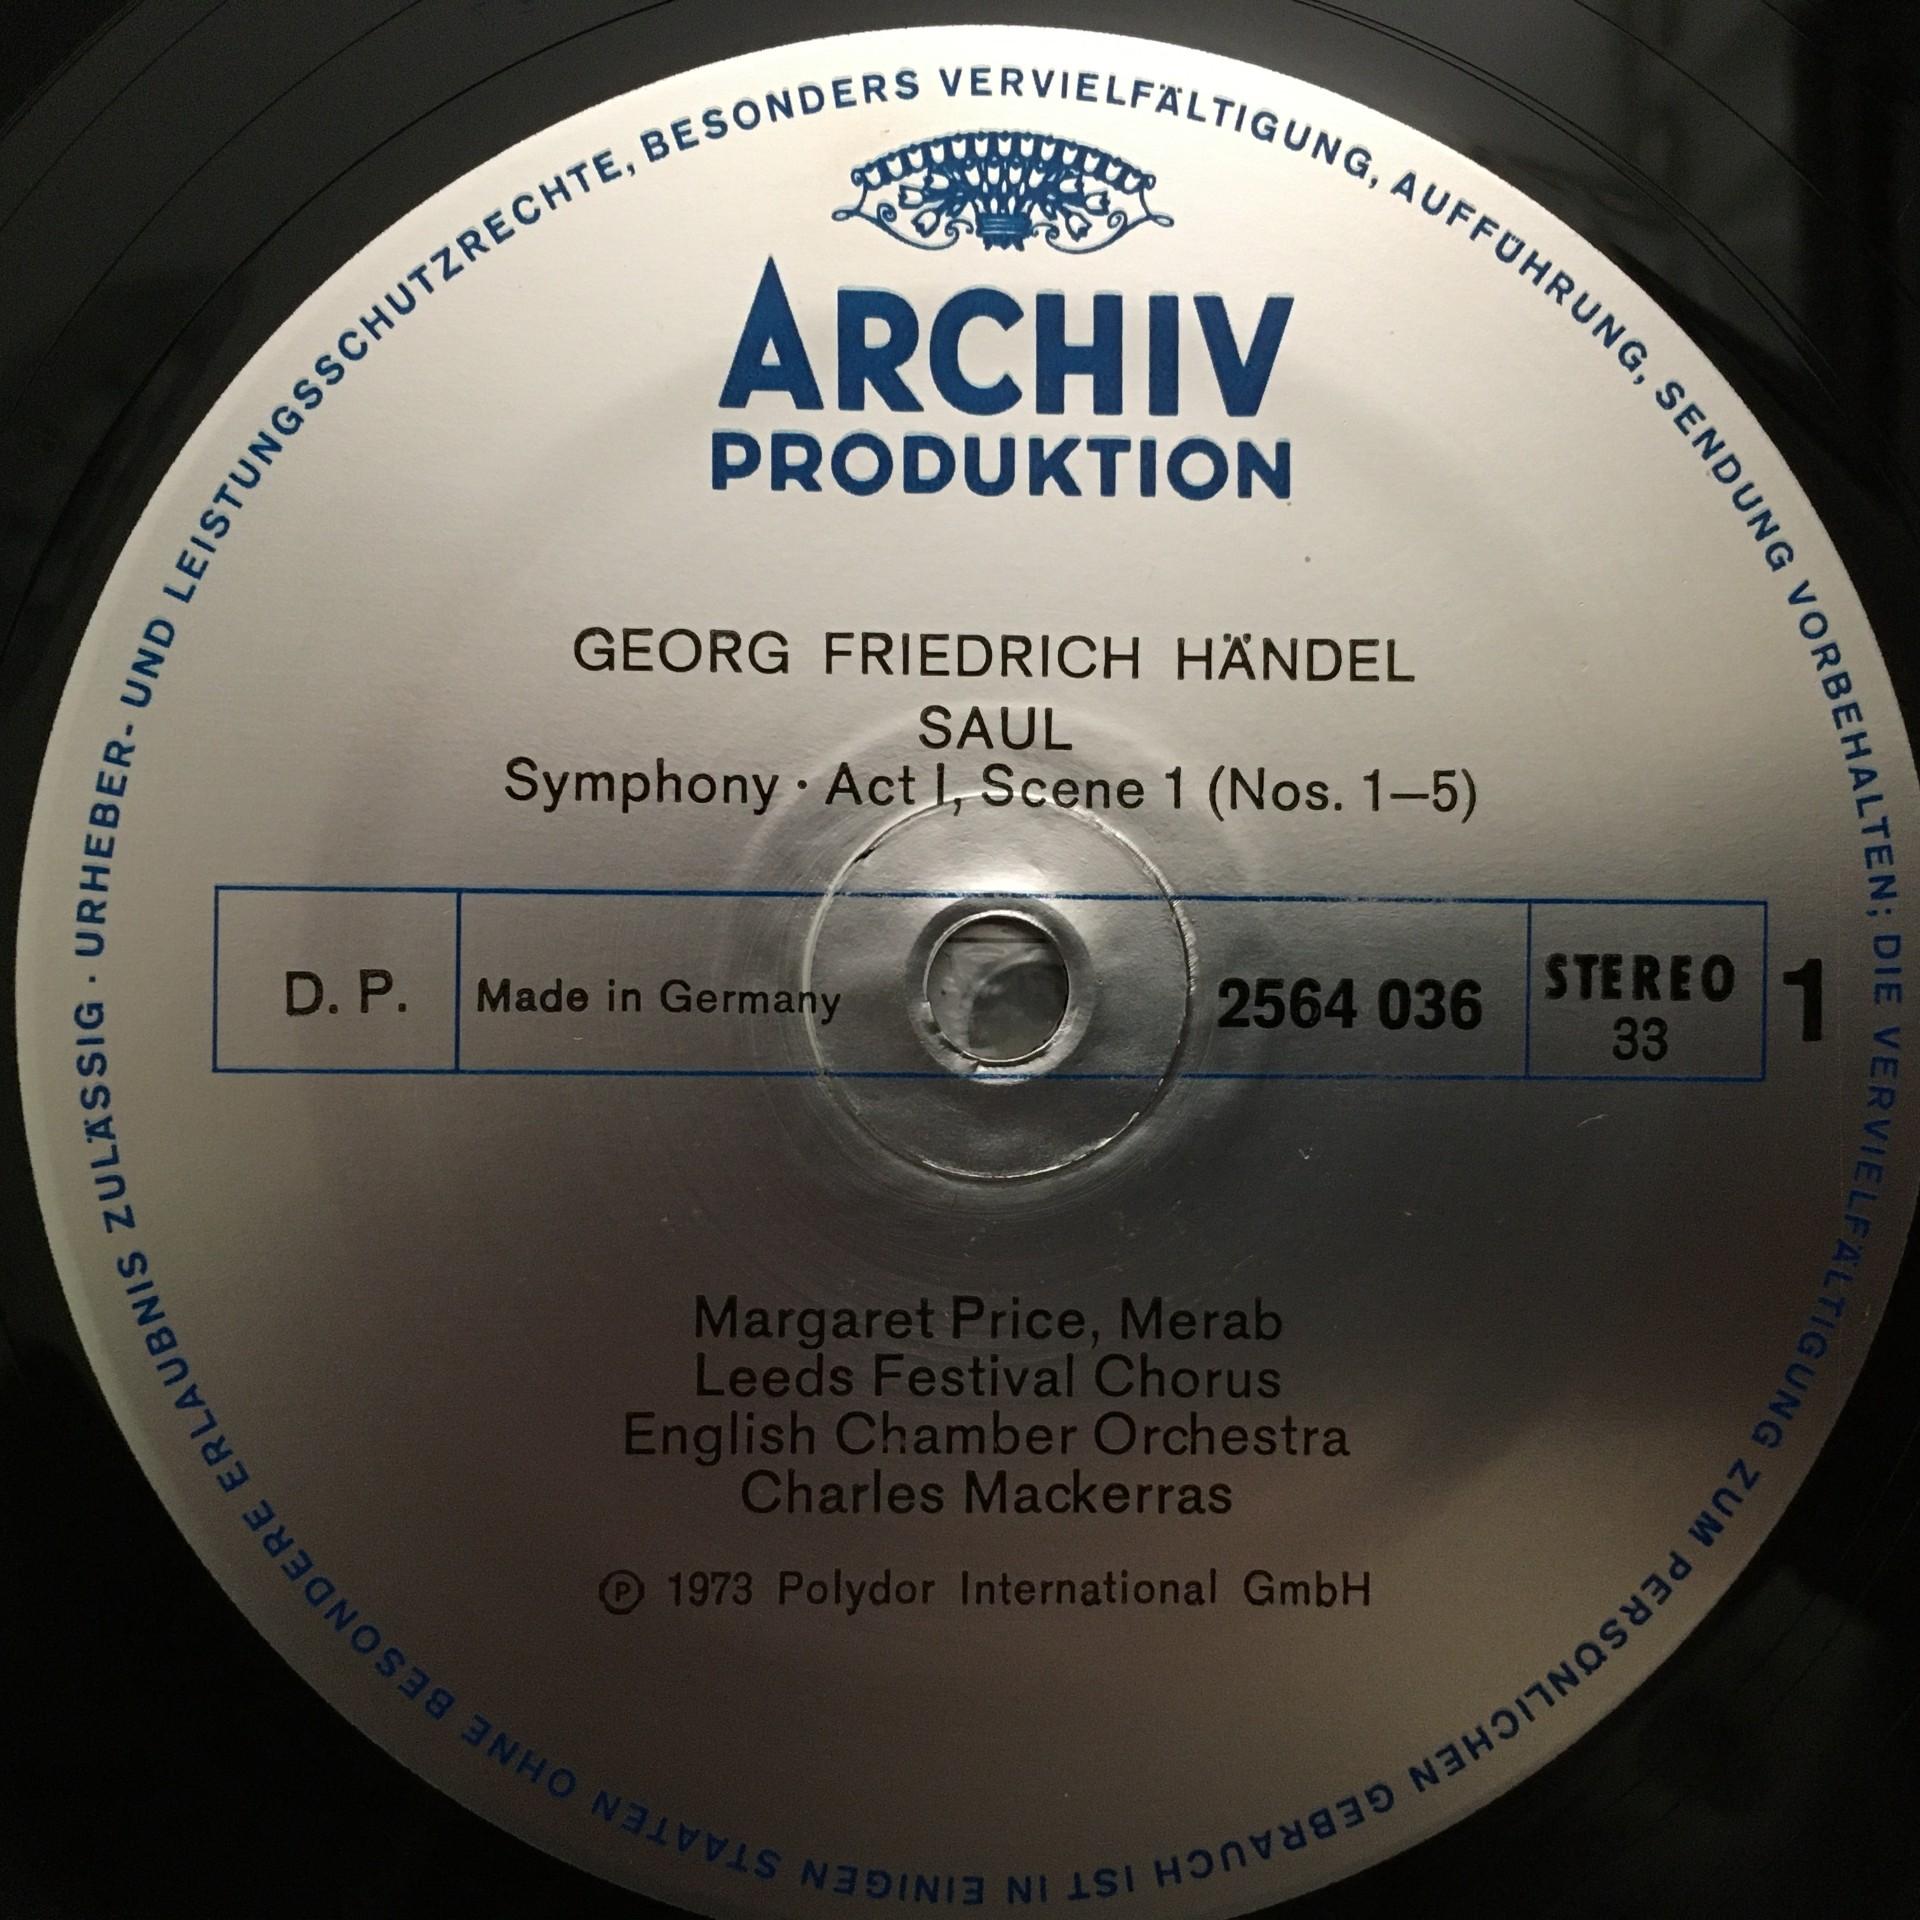 URHEBER- UND LEISTUNGSSCHUTZRECHTE, BESONDERS VERVIELFÄLTIGUNG, AUFFÜHRUNG, SENDUNG VORBEHALTEN; DIE VERVIELFÄLTIGUNG ZUM PERSÖNLICHEN GEBRAUCH IST IN EINIGEN STAATEN OHNE BESONDERE ERLAUBNIS ZULÄSSIG ·
ARCHIV
PRODUKTION
GEORG FRIEDRICH HÄNDEL
SAUL
Symphony · Act I, Scene 1 (Nos. 1—5)
D. P. Made in Germany 2564 036 STEREO 1
33
Margaret Price, Merab
Leeds Festival Chorus
English Chamber Orchestra
Charles Mackerras
Ⓟ 1973 Polydor International GmbH